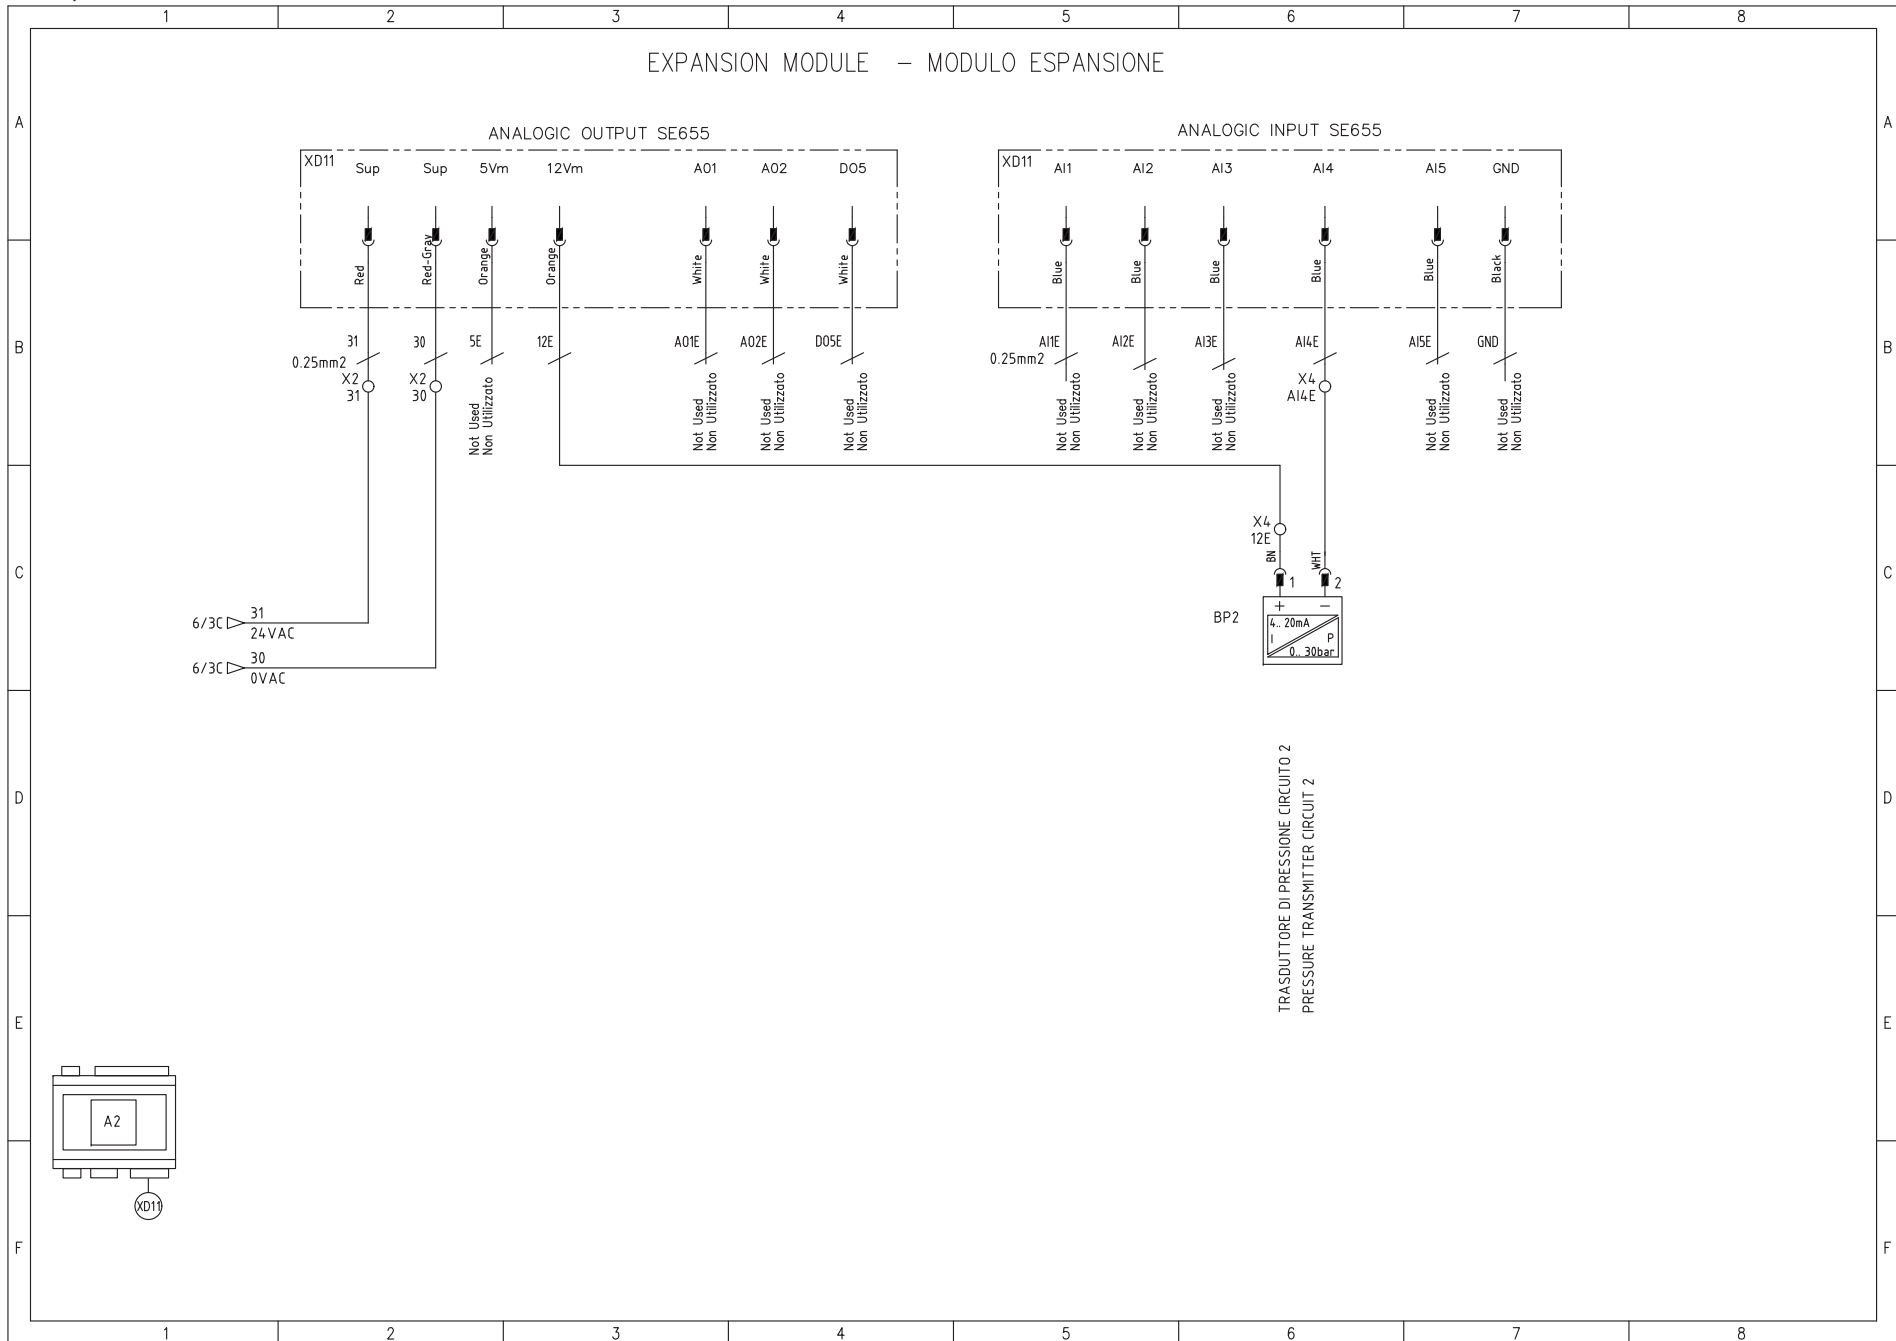 1 2 3 4 5 6 7 8
EXPANSION MODULE – MODULO ESPANSIONE
A A
ANALOGIC OUTPUT SE655
ANALOGIC INPUT SE655
XD11 Sup Sup 5Vm 12Vm AO1 AO2 DO5
XD11 AI1 AI2 AI3 AI4 AI5 GND
Red Red-Gray Orange Orange White White White
Blue Blue Blue Blue Blue Black
B B
31 30 5E 12E AO1E AO2E DO5E
AI1E AI2E AI3E AI4E AI5E GND
0.25mm2
0.25mm2
X2
31
X2
30
X4
AI4E
Not Used
Non Utilizzato
Not Used
Non Utilizzato
Not Used
Non Utilizzato
Not Used
Non Utilizzato
Not Used
Non Utilizzato
Not Used
Non Utilizzato
Not Used
Non Utilizzato
Not Used
Non Utilizzato
Not Used
Non Utilizzato
X4
12E
BN WHT
C C
1 2
BP2
+ –
4.. 20mA
I P
0.. 30bar
6/3C 31
24VAC
6/3C 30
0VAC
D D
TRASDUTTORE DI PRESSIONE CIRCUITO 2
PRESSURE TRANSMITTER CIRCUIT 2
E E
A2
XD11
F F
1 2 3 4 5 6 7 8